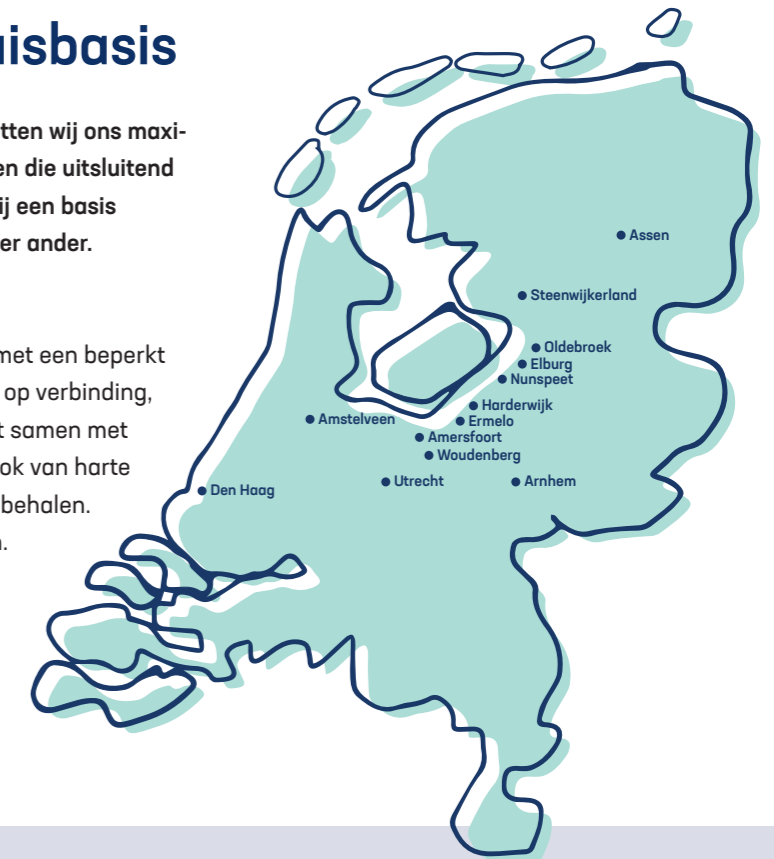 isbasis
tten wij ons maxi-
en die uitsluitend
ij een basis
er ander.
met een beperkt
op verbinding,
t samen met
ok van harte
behalen.
.
Assen
Steenwijkerland
Oldebroek
Elburg
Nunspeet
Harderwijk
Ermelo
Amstelveen
Amersfoort
Woudenberg
Utrecht
Arnhem
Den Haag